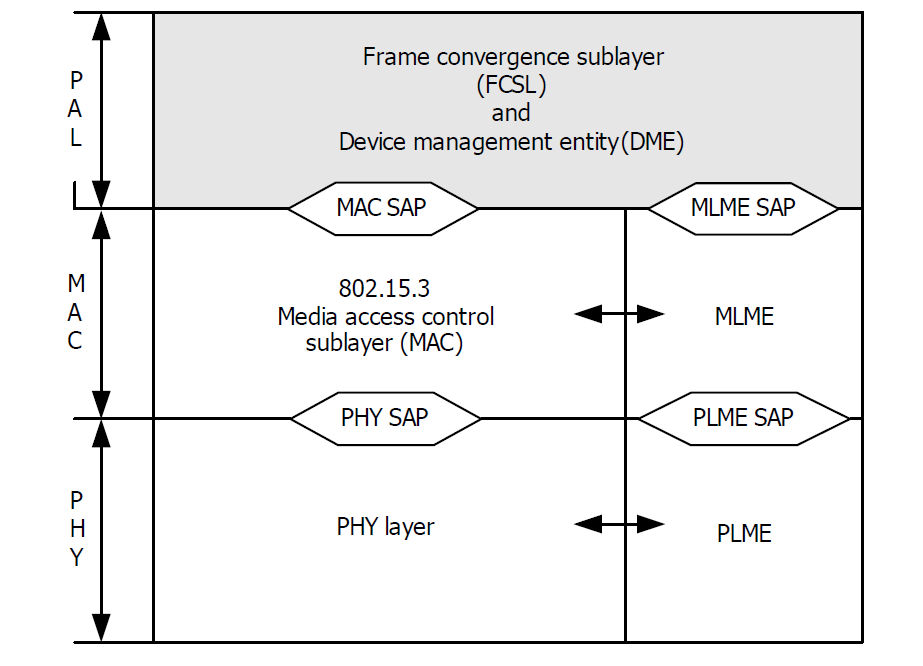 P
A
L
Frame convergence sublayer
(FCSL)
and
Device management entity(DME)
MAC SAP
MLME SAP
M
A
C
802.15.3
Media access control
sublayer (MAC)
MLME
PHY SAP
PLME SAP
P
H
Y
PHY layer
PLME